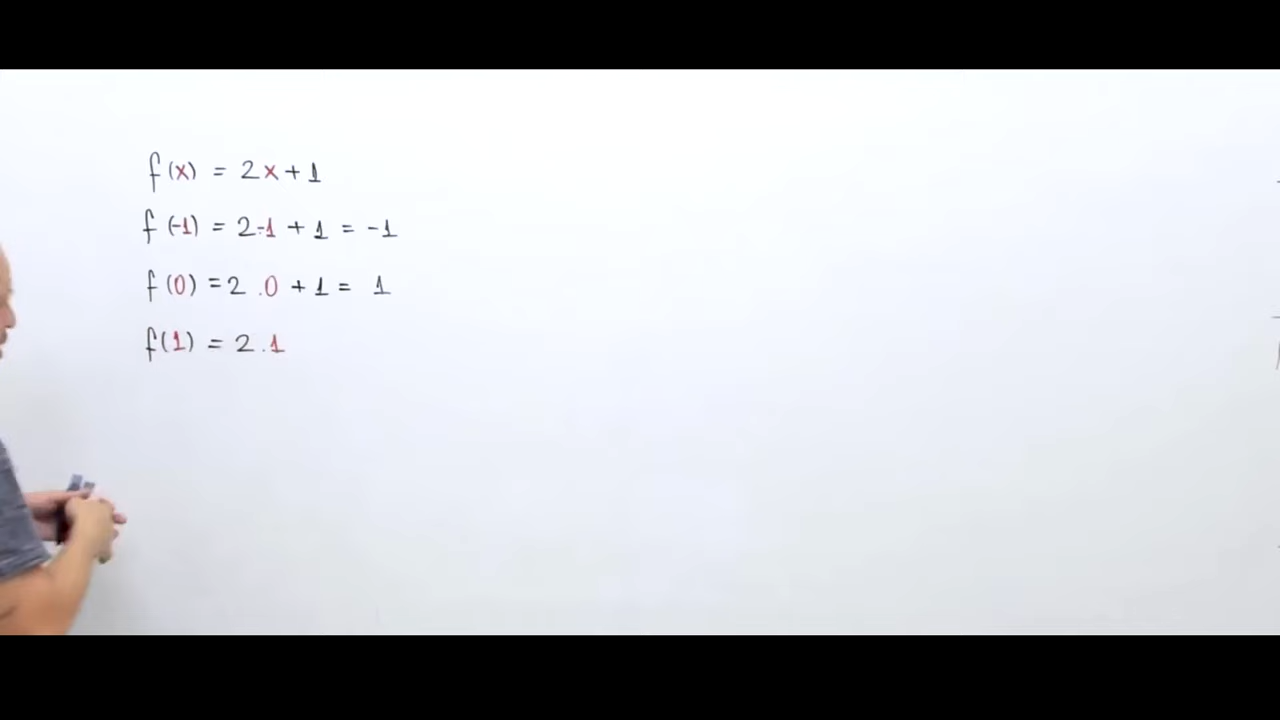 f(x) = 2x+1
f(-1) = 2.-1 + 1 = -1
f(0) = 2 .0 + 1 = 1
f(1) = 2 .1